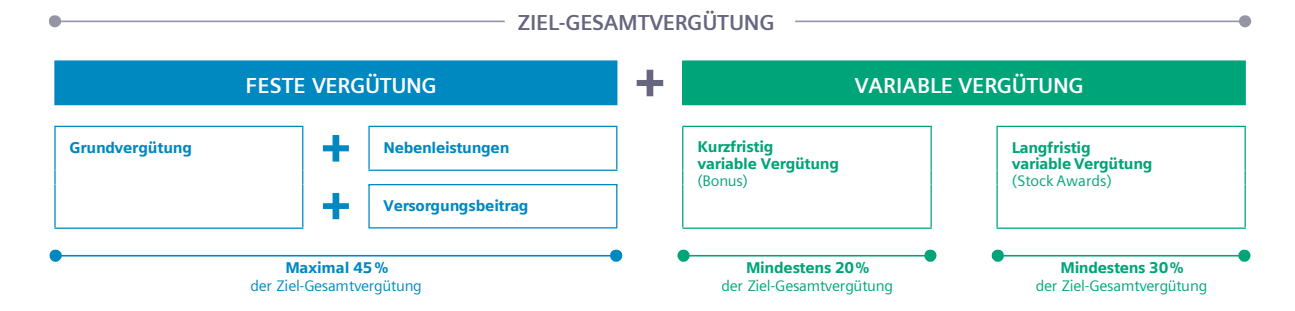 ZIEL-GESAMTVERGÜTUNG
FESTE VERGÜTUNG
+
VARIABLE VERGÜTUNG
Grundvergütung
+
Nebenleistungen
+
Versorgungsbeitrag
Kurzfristig
variable Vergütung
(Bonus)
Langfristig
variable Vergütung
(Stock Awards)
Maximal 45 %
der Ziel-Gesamtvergütung
Mindestens 20 %
der Ziel-Gesamtvergütung
Mindestens 30 %
der Ziel-Gesamtvergütung